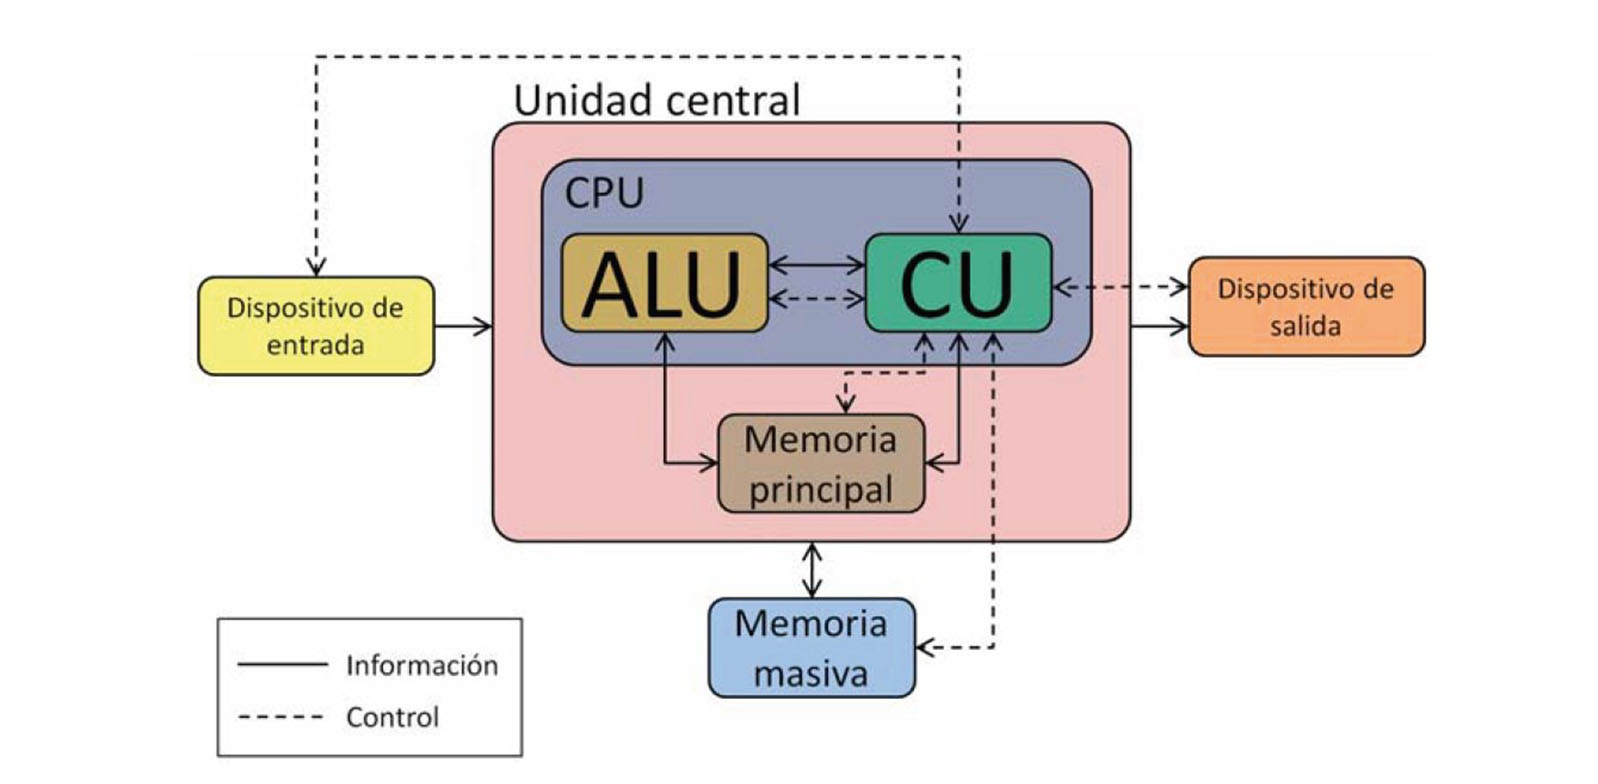 Unidad central
CPU
ALU
CU
Dispositivo de
entrada
Dispositivo de
salida
Memoria
principal
Memoria
masiva
Información
Control